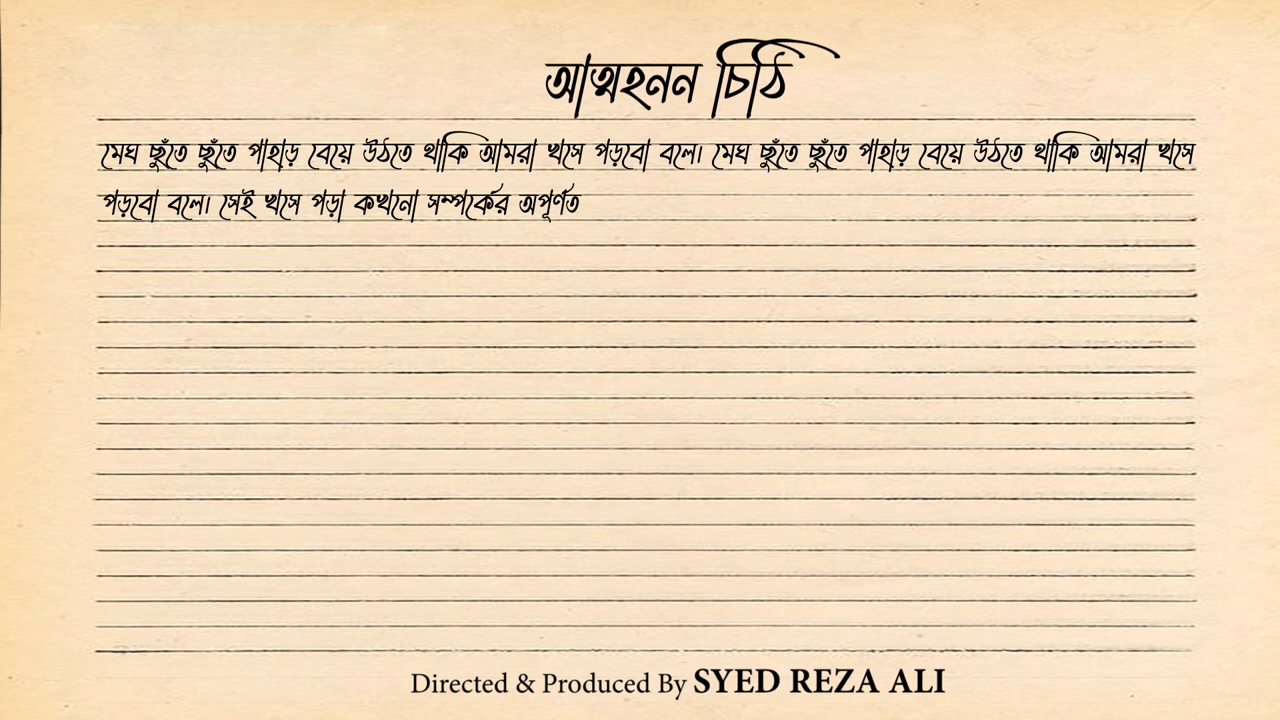 আত্মহনন চিঠি
মেঘ ছুঁতে ছুঁতে পাহাড় বেয়ে উঠতে থাকি আমরা খসে পড়বো বলে। মেঘ ছুঁতে ছুঁতে পাহাড় বেয়ে উঠতে থাকি আমরা খসে
পড়বো বলে। সেই খসে পড়া কখনো সম্পর্কের অপূর্ণত
Directed & Produced By SYED REZA ALI